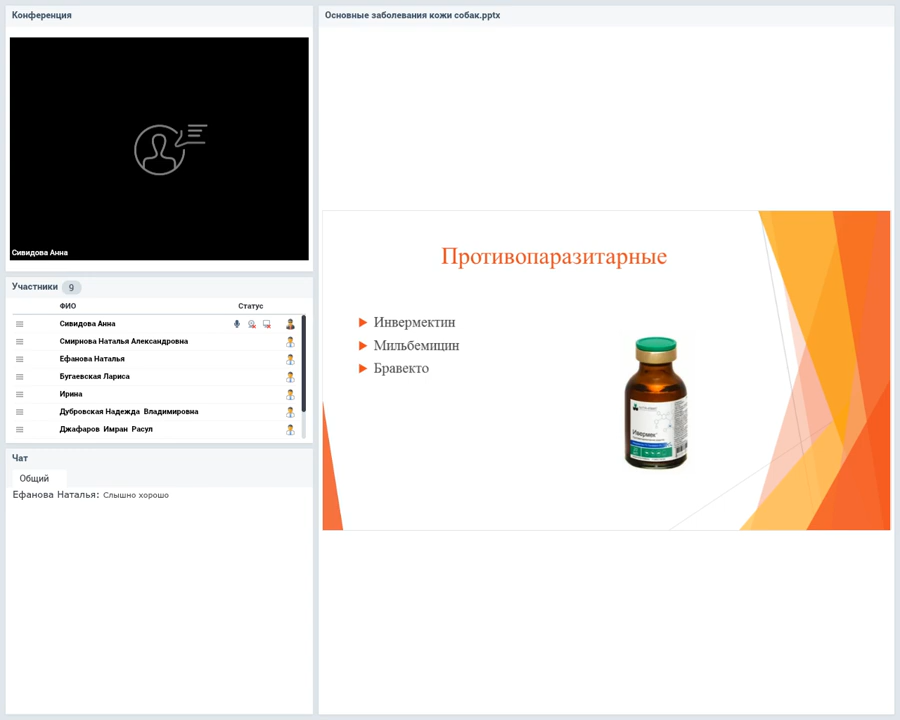 Конференция
Сивидова Анна
Участники 9
ФИО Статус
Сивидова Анна
Смирнова Наталья Александровна
Ефанова Наталья
Бугаевская Лариса
Ирина
Дубровская Надежда Владимировна
Джафаров Имран Расул
Чат
Общий
Ефанова Наталья: Слышно хорошо
Основные заболевания кожи собак.pptx
Противопаразитарные
Инвермектин
Мильбемицин
Бравекто
Ивермек